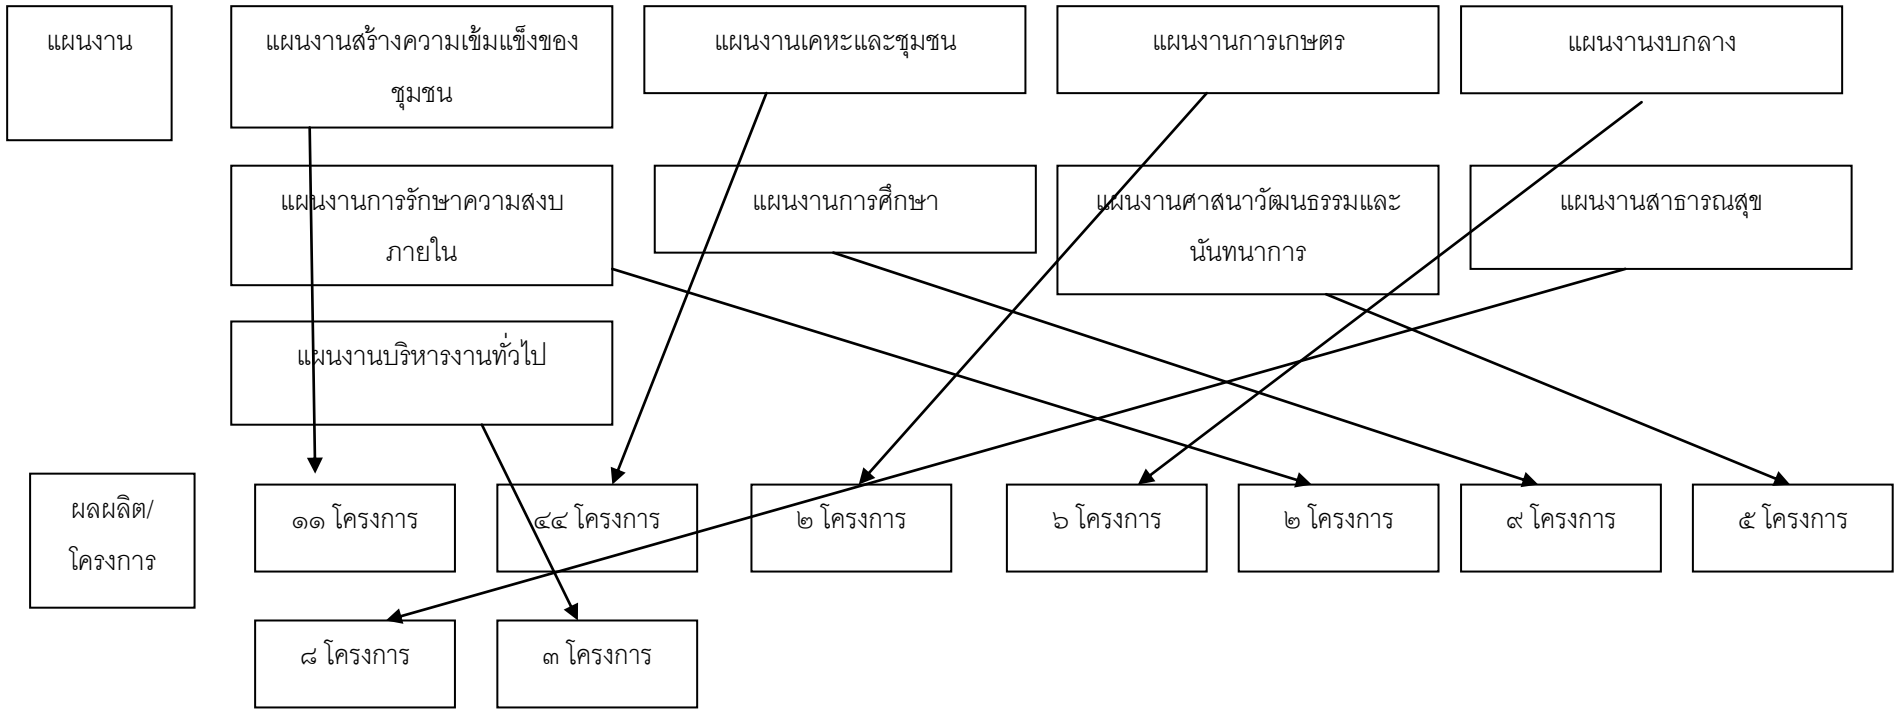 แผนงาน
แผนงานสร้างความเข้มแข็งของ
ชุมชน
แผนงานเคหะและชุมชน
แผนงานการเกษตร
แผนงานงบกลาง
แผนงานการรักษาความสงบ
ภายใน
แผนงานการศึกษา
แผนงานศาสนาวัฒนธรรมและ
นันทนาการ
แผนงานสาธารณสุข
แผนงานบริหารงานทั่วไป
ผลผลิต/
โครงการ
๑๑ โครงการ
๔๔ โครงการ
๒ โครงการ
๖ โครงการ
๒ โครงการ
๙ โครงการ
๕ โครงการ
๘ โครงการ
๓ โครงการ